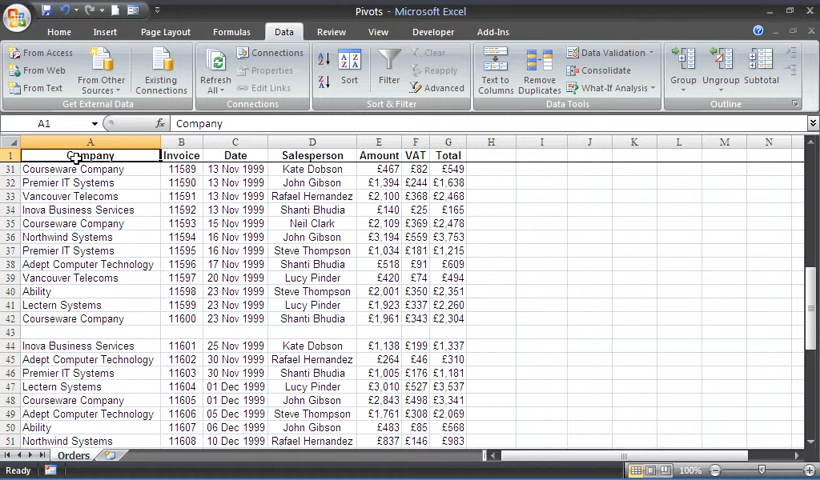 Pivots - Microsoft Excel
Home Insert Page Layout Formulas Data Review View Developer Add-Ins
From Access
From Web
From Text
From Other Sources
Existing Connections
Get External Data
Refresh All
Connections
Properties
Edit Links
Connections
Sort
Filter
Clear
Reapply
Advanced
Sort & Filter
Text to Columns
Remove Duplicates
Data Validation
Consolidate
What-If Analysis
Data Tools
Group
Ungroup
Subtotal
Outline
A1 Company
A B C D E F G H I J K L M N
1 Company Invoice Date Salesperson Amount VAT Total
31 Courseware Company 11589 13 Nov 1999 Kate Dobson £467 £82 £549
32 Premier IT Systems 11590 13 Nov 1999 John Gibson £1,394 £244 £1,638
33 Vancouver Telecoms 11591 13 Nov 1999 Rafael Hernandez £2,100 £368 £2,468
34 Inova Business Services 11592 13 Nov 1999 Shanti Bhudia £140 £25 £165
35 Courseware Company 11593 15 Nov 1999 Neil Clark £2,109 £369 £2,478
36 Northwind Systems 11594 16 Nov 1999 John Gibson £3,194 £559 £3,753
37 Premier IT Systems 11595 16 Nov 1999 Steve Thompson £1,034 £181 £1,215
38 Adept Computer Technology 11596 17 Nov 1999 Shanti Bhudia £518 £91 £609
39 Vancouver Telecoms 11597 20 Nov 1999 Lucy Pinder £420 £74 £494
40 Ability 11598 23 Nov 1999 Steve Thompson £2,001 £350 £2,351
41 Lectern Systems 11599 23 Nov 1999 Lucy Pinder £1,923 £337 £2,260
42 Courseware Company 11600 23 Nov 1999 Shanti Bhudia £1,961 £343 £2,304
43
44 Inova Business Services 11601 25 Nov 1999 Kate Dobson £1,138 £199 £1,337
45 Adept Computer Technology 11602 30 Nov 1999 Rafael Hernandez £264 £46 £310
46 Premier IT Systems 11603 30 Nov 1999 John Gibson £1,005 £176 £1,181
47 Lectern Systems 11604 01 Dec 1999 Lucy Pinder £3,010 £527 £3,537
48 Courseware Company 11605 01 Dec 1999 Neil Clark £2,843 £498 £3,341
49 Adept Computer Technology 11606 05 Dec 1999 Steve Thompson £1,761 £308 £2,069
50 Ability 11607 06 Dec 1999 Lucy Pinder £483 £85 £568
51 Northwind Systems 11608 10 Dec 1999 Rafael Hernandez £837 £146 £983
Orders
Ready 100%